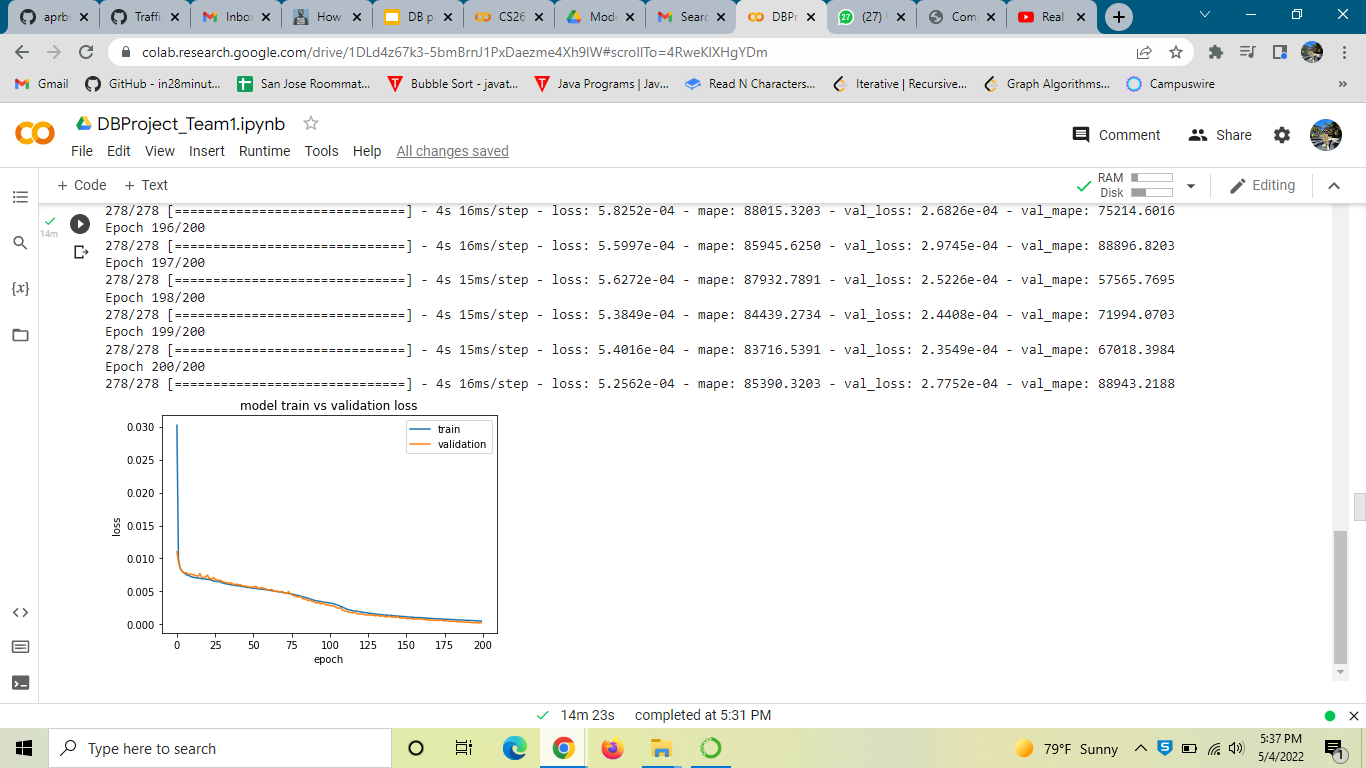 aprb
Traffi
Inbo
How
DB p
CS26
Mod
Searc
DBPr
(27)
Com
Real
colab.research.google.com/drive/1DLd4z67k3-5bmBrnJ1PxDaezme4Xh9IW#scrollTo=4RweKlXHgYDm
Gmail
GitHub - in28minut...
San Jose Roommat...
Bubble Sort - javat...
Java Programs | Jav...
Read N Characters...
Iterative | Recursive...
Graph Algorithms...
Campuswire
»
DBProject_Team1.ipynb
Comment
Share
File Edit View Insert Runtime Tools Help All changes saved
+ Code + Text
RAM
Disk
Editing
14m
278/278 [==============================] - 4s 16ms/step - loss: 5.8252e-04 - mape: 88015.3203 - val_loss: 2.6826e-04 - val_mape: 75214.6016
Epoch 196/200
278/278 [==============================] - 4s 16ms/step - loss: 5.5997e-04 - mape: 85945.6250 - val_loss: 2.9745e-04 - val_mape: 88896.8203
Epoch 197/200
278/278 [==============================] - 4s 15ms/step - loss: 5.6272e-04 - mape: 87932.7891 - val_loss: 2.5226e-04 - val_mape: 57565.7695
Epoch 198/200
278/278 [==============================] - 4s 15ms/step - loss: 5.3849e-04 - mape: 84439.2734 - val_loss: 2.4408e-04 - val_mape: 71994.0703
Epoch 199/200
278/278 [==============================] - 4s 15ms/step - loss: 5.4016e-04 - mape: 83716.5391 - val_loss: 2.3549e-04 - val_mape: 67018.3984
Epoch 200/200
278/278 [==============================] - 4s 16ms/step - loss: 5.2562e-04 - mape: 85390.3203 - val_loss: 2.7752e-04 - val_mape: 88943.2188
{x}
<>
model train vs validation loss
train
validation
0.030
0.025
0.020
0.015
0.010
0.005
0.000
loss
0 25 50 75 100 125 150 175 200
epoch
14m 23s completed at 5:31 PM
Type here to search
79°F Sunny
5:37 PM
5/4/2022
1